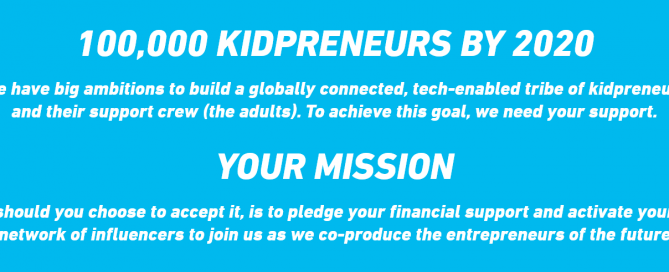 100,000 KIDPRENEURS BY 2020
e have big ambitions to build a globally connected, tech-enabled tribe of kidpreneu
and their support crew (the adults). To achieve this goal, we need your support.
YOUR MISSION
should you choose to accept it, is to pledge your financial support and activate you
network of influencers to join us as we co-produce the entrepreneurs of the future